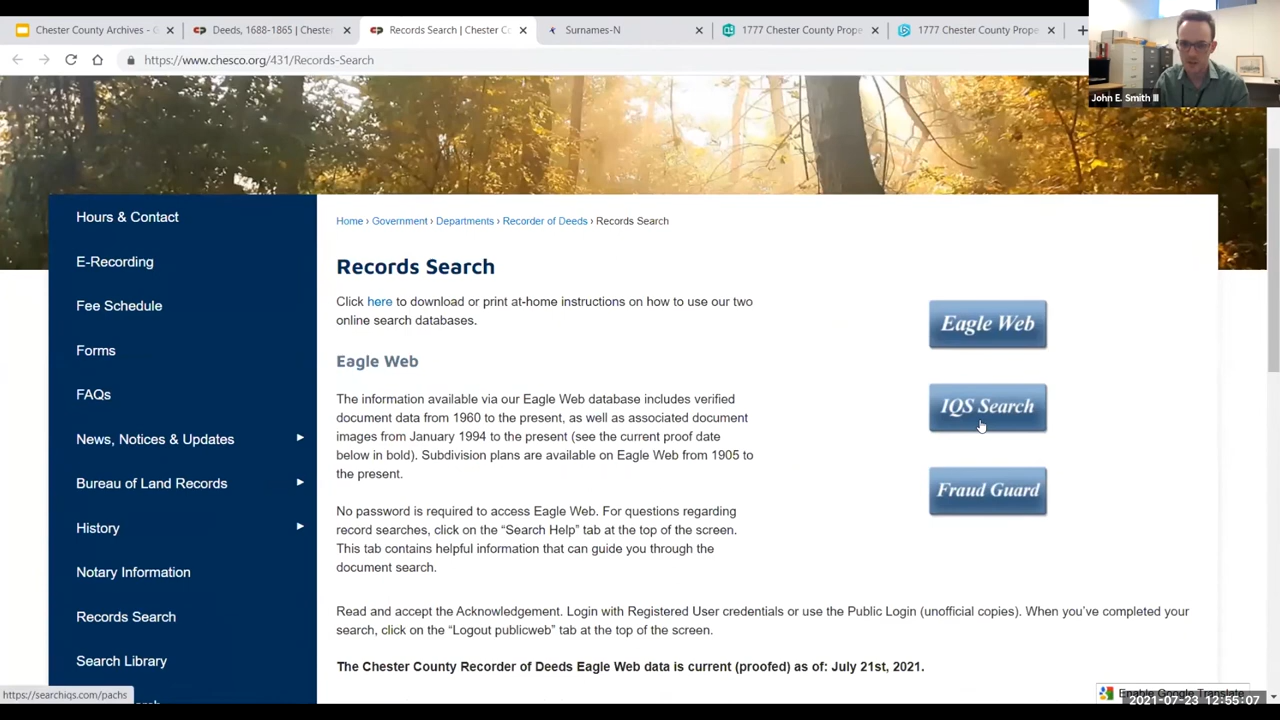 Chester County Archives - G
Deeds, 1688-1865 | Chester
Records Search | Chester Co
Surnames-N
1777 Chester County Prope
1777 Chester County Prope
https://www.chesco.org/431/Records-Search
John E. Smith III
Hours & Contact
E-Recording
Fee Schedule
Forms
FAQs
News, Notices & Updates
Bureau of Land Records
History
Notary Information
Records Search
Search Library
Home › Government › Departments › Recorder of Deeds › Records Search
Records Search
Click here to download or print at-home instructions on how to use our two
online search databases.
Eagle Web
The information available via our Eagle Web database includes verified
document data from 1960 to the present, as well as associated document
images from January 1994 to the present (see the current proof date
below in bold). Subdivision plans are available on Eagle Web from 1905 to
the present.
No password is required to access Eagle Web. For questions regarding
record searches, click on the “Search Help” tab at the top of the screen.
This tab contains helpful information that can guide you through the
document search.
Read and accept the Acknowledgement. Login with Registered User credentials or use the Public Login (unofficial copies). When you’ve completed your
search, click on the “Logout publicweb” tab at the top of the screen.
The Chester County Recorder of Deeds Eagle Web data is current (proofed) as of: July 21st, 2021.
Eagle Web
IQS Search
Fraud Guard
https://searchiqs.com/pachs
Enable Google Translate
2021-07-23 12:55:07